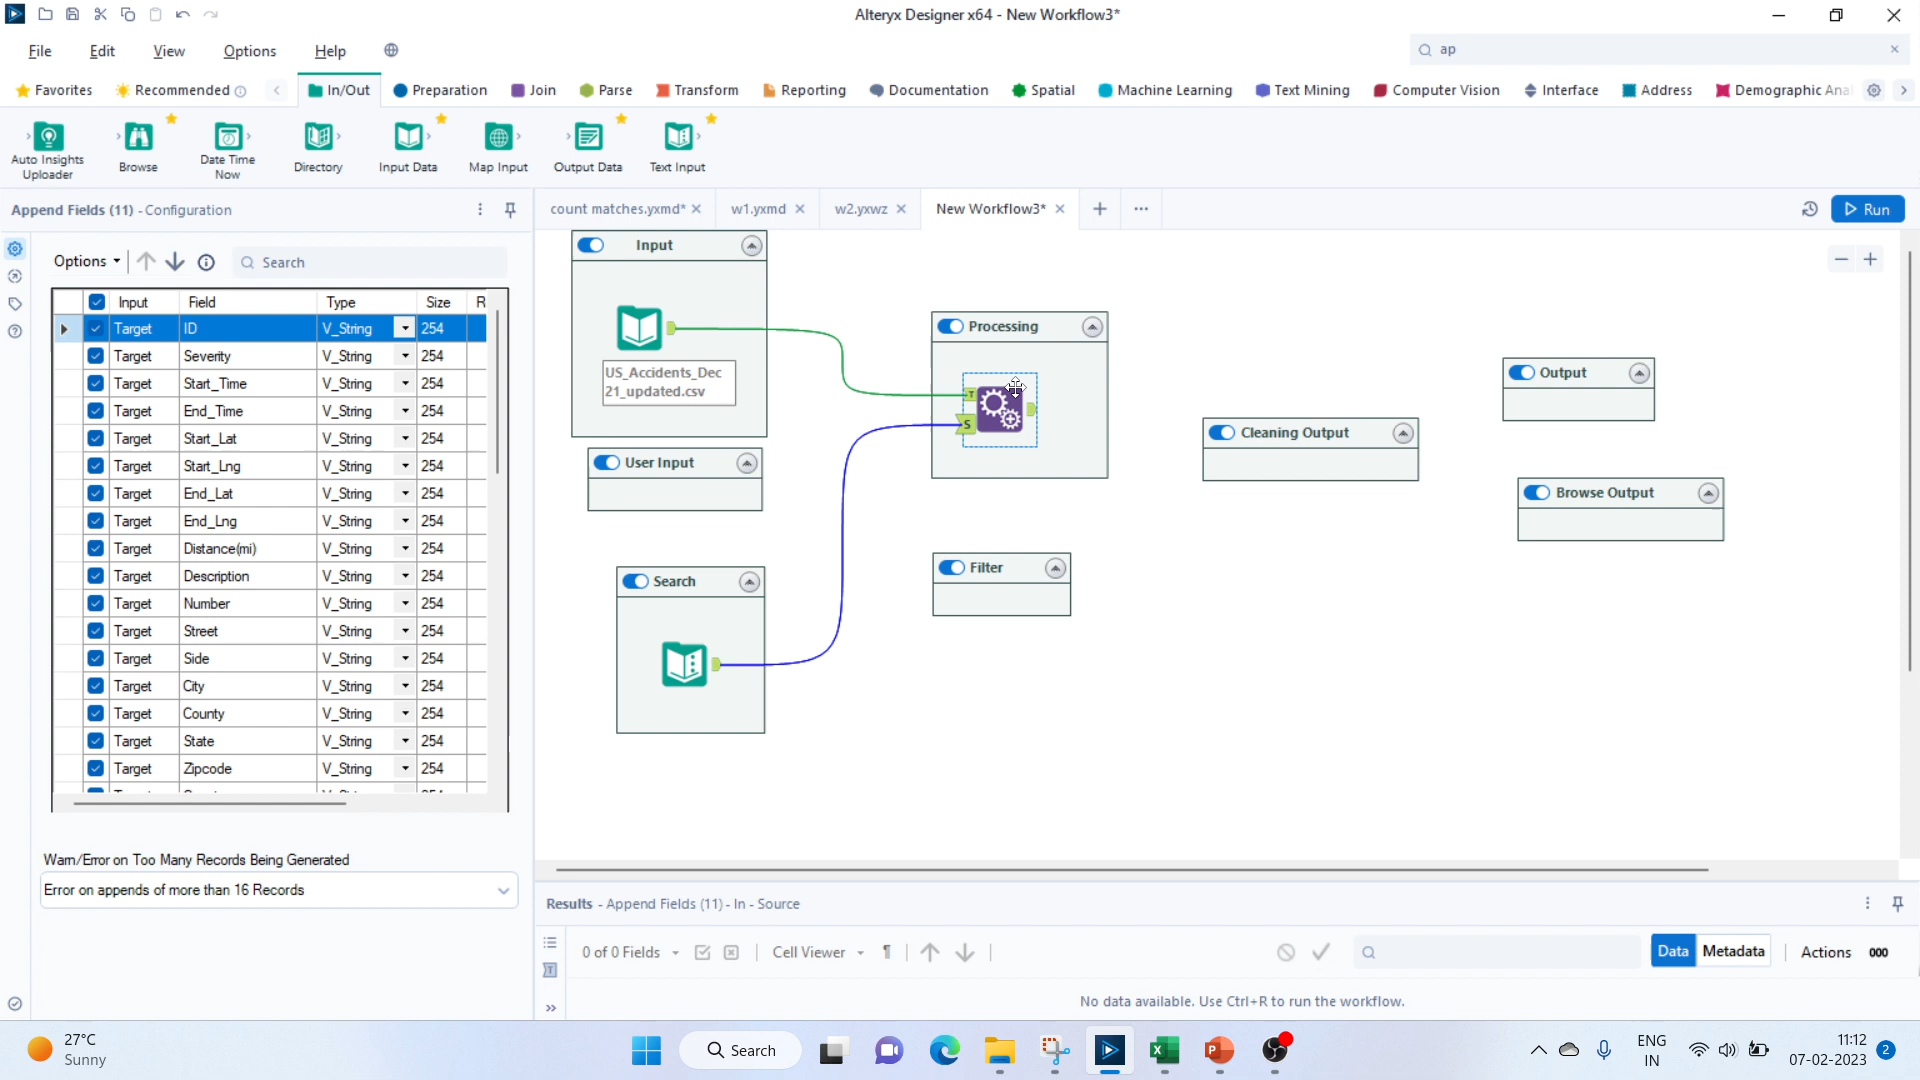 Alteryx Designer x64 - New Workflow3*
File Edit View Options Help
ap
Favorites Recommended In/Out Preparation Join Parse Transform Reporting Documentation Spatial Machine Learning Text Mining Computer Vision Interface Address Demographic Ana
Auto Insights Uploader
Browse
Date Time Now
Directory
Input Data
Map Input
Output Data
Text Input
Append Fields (11) - Configuration
count matches.yxmd* w1.yxmd w2.yxwz New Workflow3* Run
Options Search
Input Field Type Size R
Target ID V_String 254
Target Severity V_String 254
Target Start_Time V_String 254
Target End_Time V_String 254
Target Start_Lat V_String 254
Target Start_Lng V_String 254
Target End_Lat V_String 254
Target End_Lng V_String 254
Target Distance(mi) V_String 254
Target Description V_String 254
Target Number V_String 254
Target Street V_String 254
Target Side V_String 254
Target City V_String 254
Target County V_String 254
Target State V_String 254
Target Zipcode V_String 254
Warn/Error on Too Many Records Being Generated
Error on appends of more than 16 Records
Input
US_Accidents_Dec
21_updated.csv
User Input
Search
Processing
T
S
Filter
Cleaning Output
Output
Browse Output
Results - Append Fields (11) - In - Source
0 of 0 Fields Cell Viewer Data Metadata Actions 000
No data available. Use Ctrl+R to run the workflow.
27°C
Sunny
Search
ENG
IN
11:12
07-02-2023
2